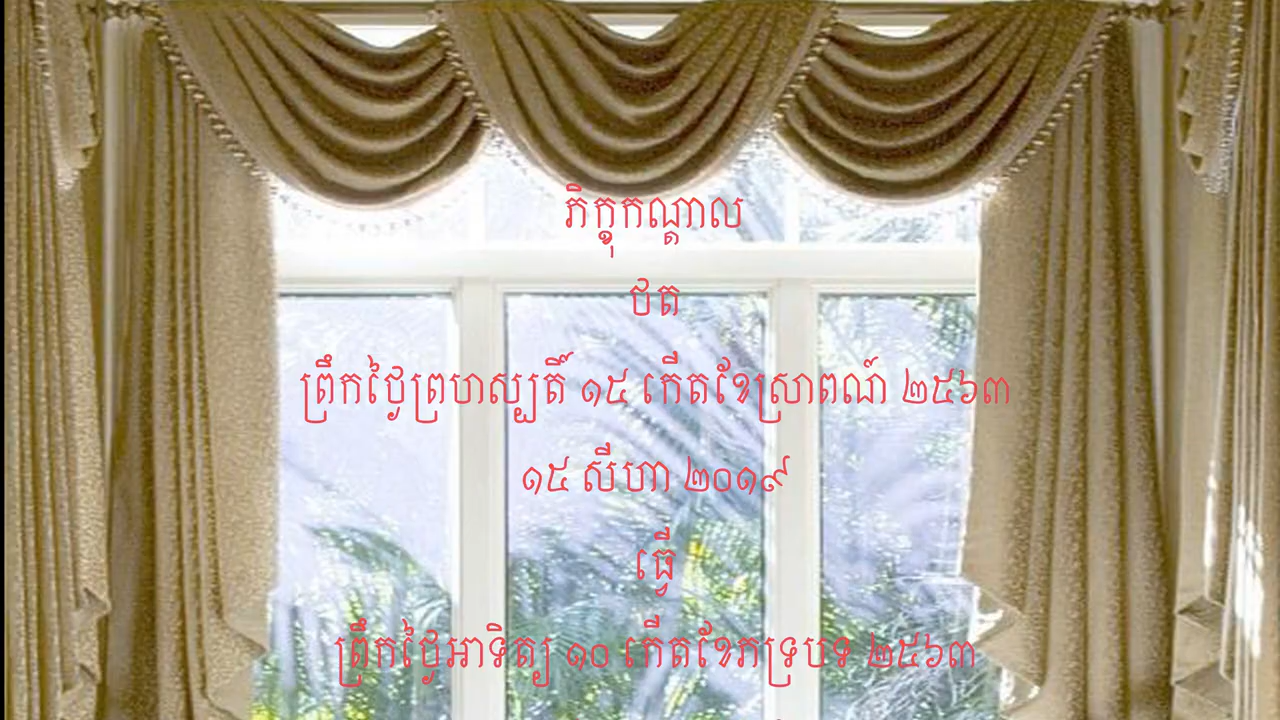 ភិក្ខុកណ្ដាល
ថត
ព្រឹកថ្ងៃព្រហស្បតិ៍ ១៥ កើតខែស្រាពណ៍ ២៥៦៣
១៥ សីហា ២០១៩
ធ្វើ
ព្រឹកថ្ងៃអាទិត្យ ១០ កើតខែភទ្របទ ២៥៦៣